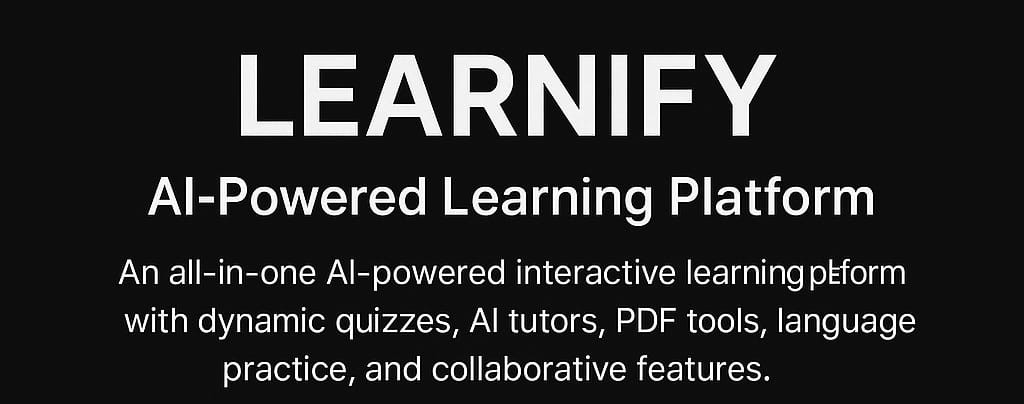 LEARNIFY
AI-Powered Learning Platform
An all-in-one AI-powered interactive learning
with dynamic quizzes, AI tutors, PDF tools, language
practice, and collaborative features.